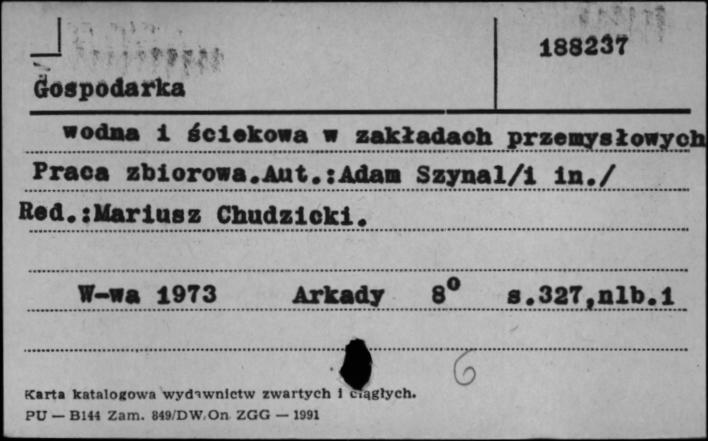 188237
Gospodarka
wodna i ściekowa w zakładach przemysłowych
Praca zbiorowa.Aut.:Adam Szynal/i in./
Red.:Mariusz Chudzicki.
W-wa 1973 Arkady 8° s.327,nlb.1
6
Karta katalogowa wydawnictw zwartych i ciągłych.
PU — B144 Zam. 849/DW.On ZGG — 1991